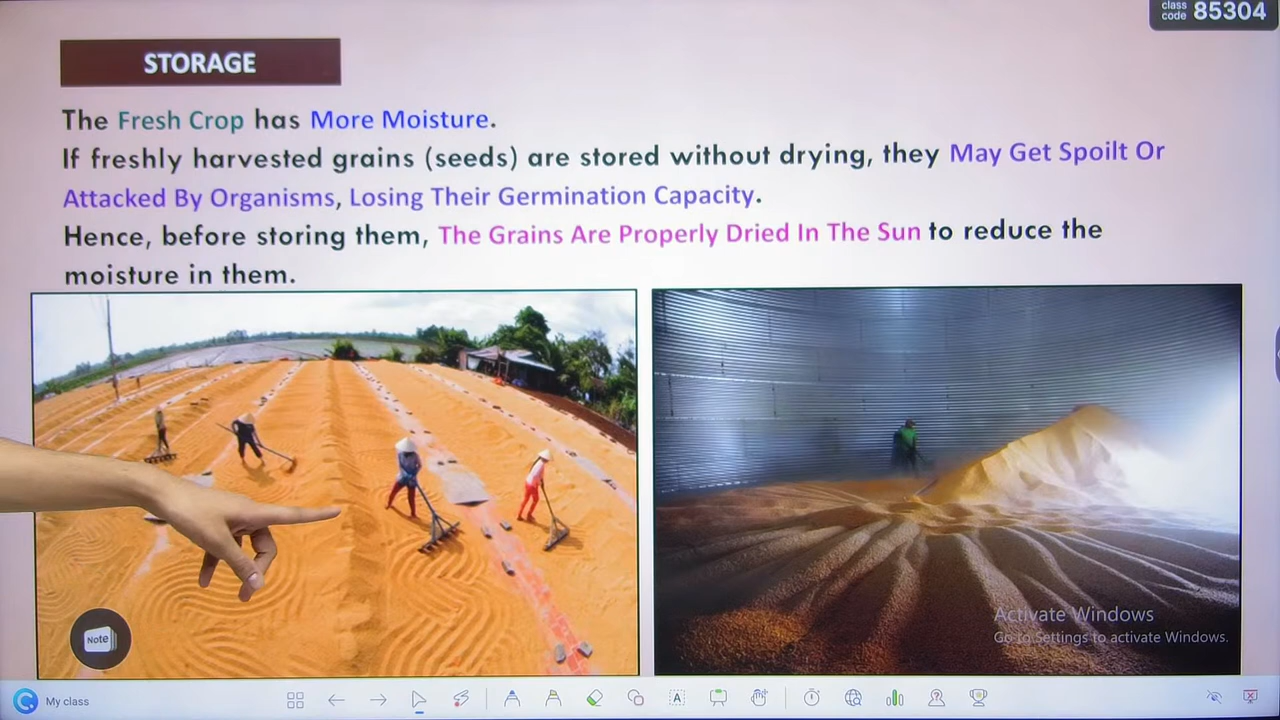 class
code 85304
STORAGE
The Fresh Crop has More Moisture.
If freshly harvested grains (seeds) are stored without drying, they May Get Spoilt Or
Attacked By Organisms, Losing Their Germination Capacity.
Hence, before storing them, The Grains Are Properly Dried In The Sun to reduce the
moisture in them.
Note
Activate Windows
Go to Settings to activate Windows.
My class
A